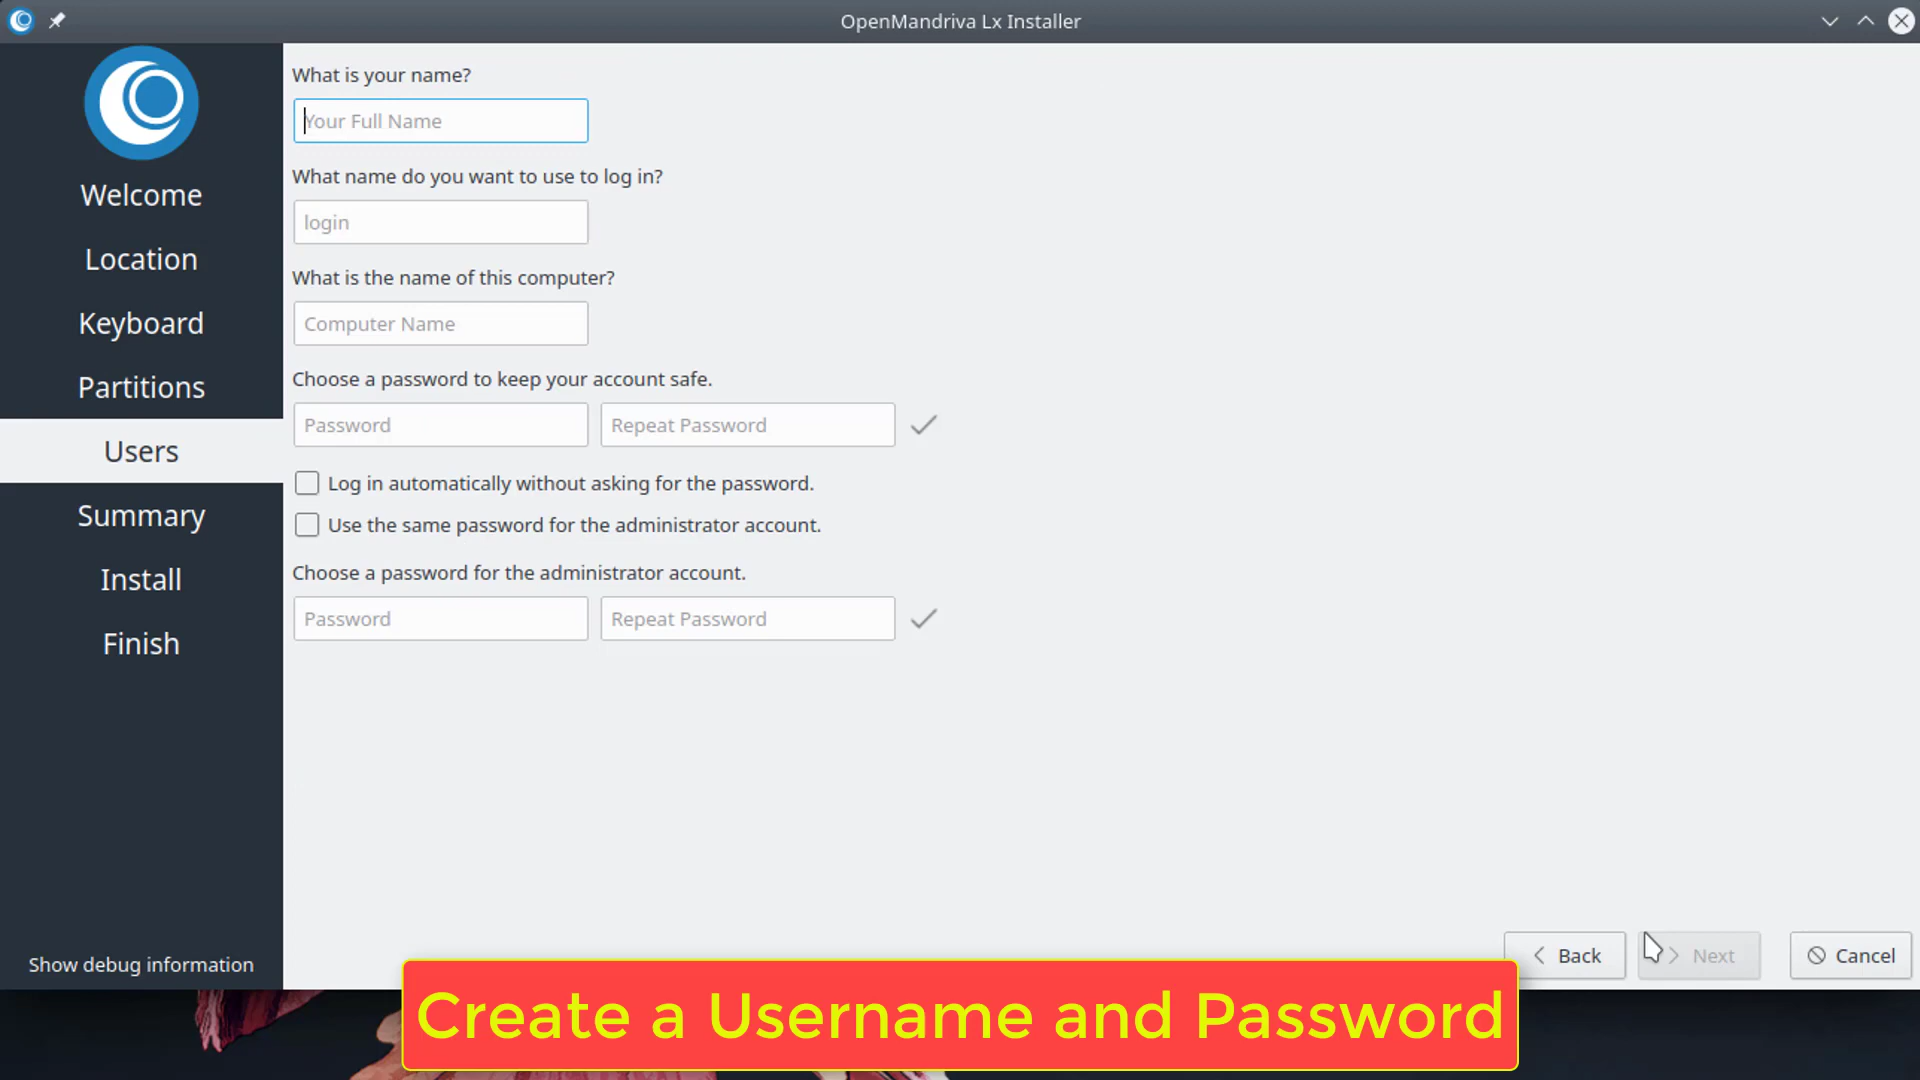 OpenMandriva Lx Installer
Welcome
Location
Keyboard
Partitions
Users
Summary
Install
Finish
Show debug information
What is your name?
Your Full Name
What name do you want to use to log in?
login
What is the name of this computer?
Computer Name
Choose a password to keep your account safe.
Password Repeat Password
Log in automatically without asking for the password.
Use the same password for the administrator account.
Choose a password for the administrator account.
Password Repeat Password
Back Next Cancel
Create a Username and Password